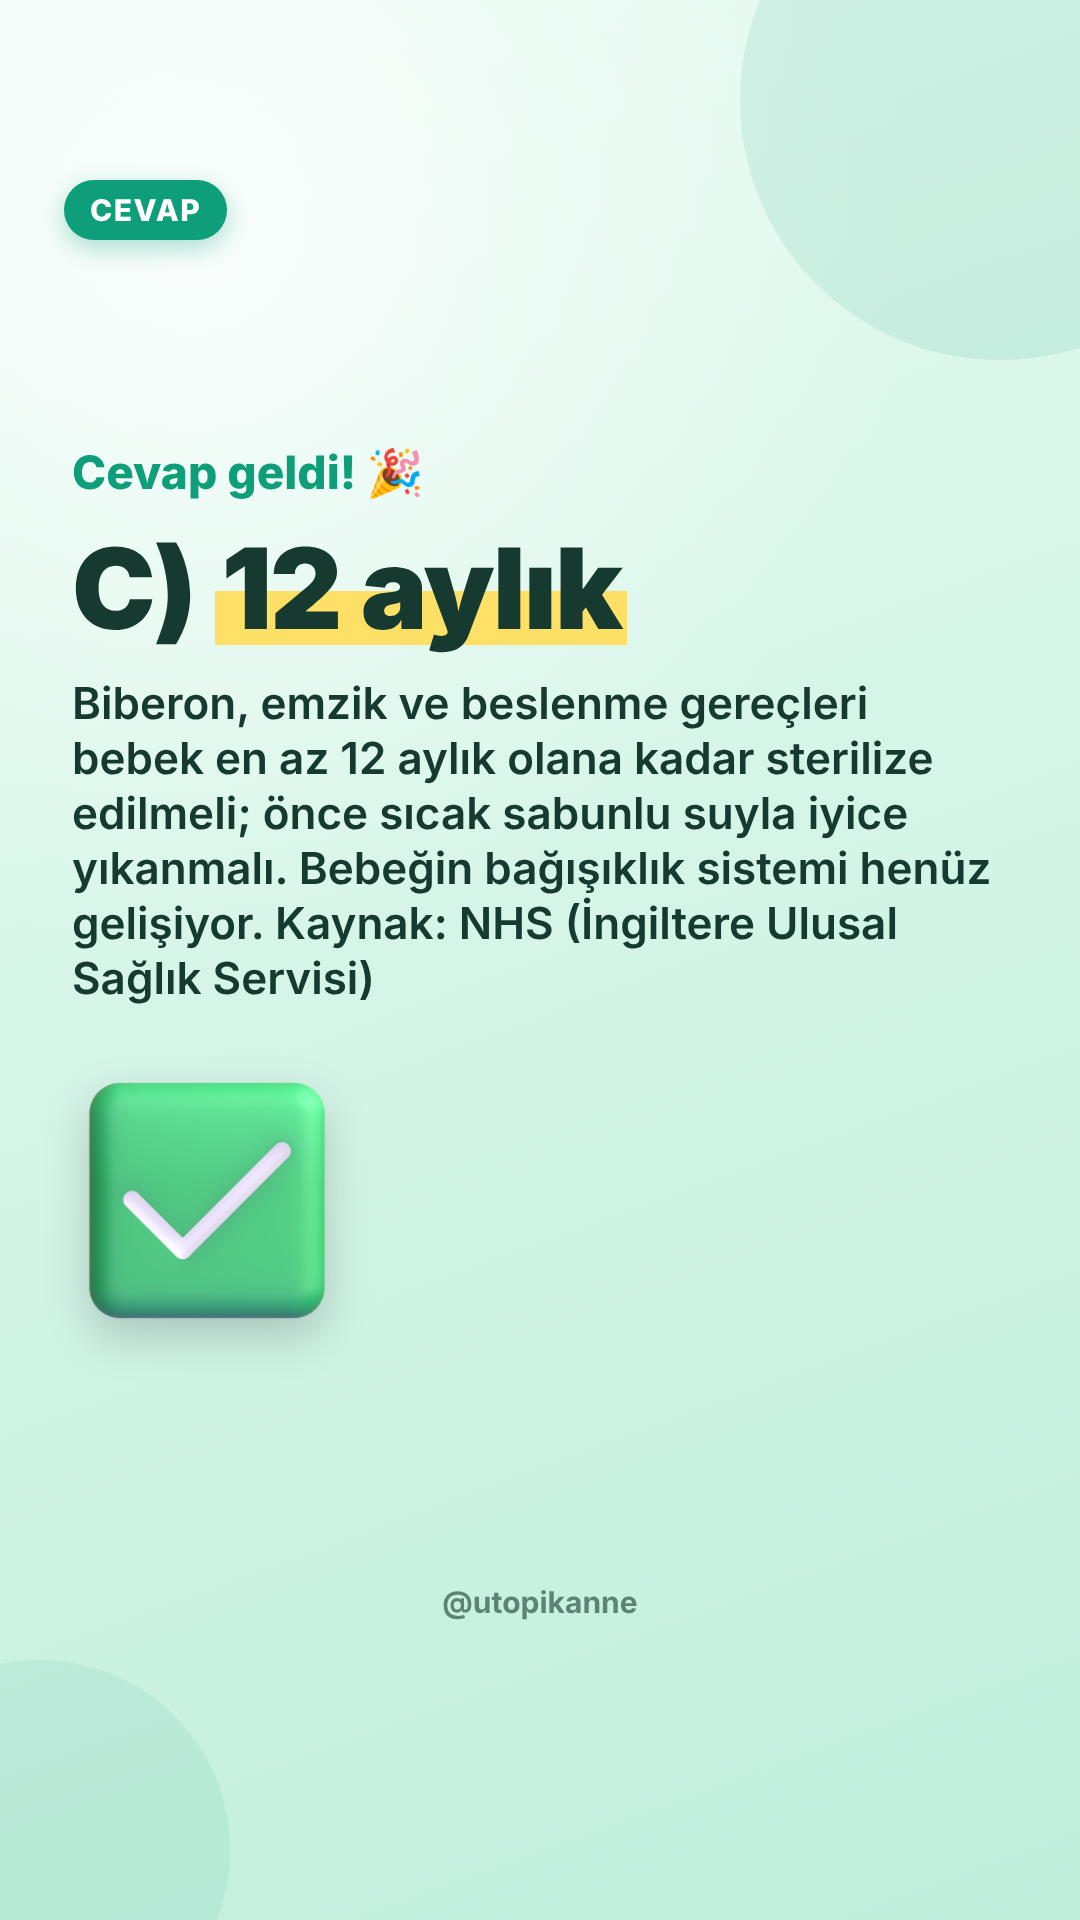 CEVAP
Cevap geldi! 🎉
C) 12 aylık
Biberon, emzik ve beslenme gereçleri
bebek en az 12 aylık olana kadar sterilize
edilmeli; önce sıcak sabunlu suyla iyice
yıkanmalı. Bebeğin bağışıklık sistemi henüz
gelişiyor. Kaynak: NHS (İngiltere Ulusal
Sağlık Servisi)
@utopikanne